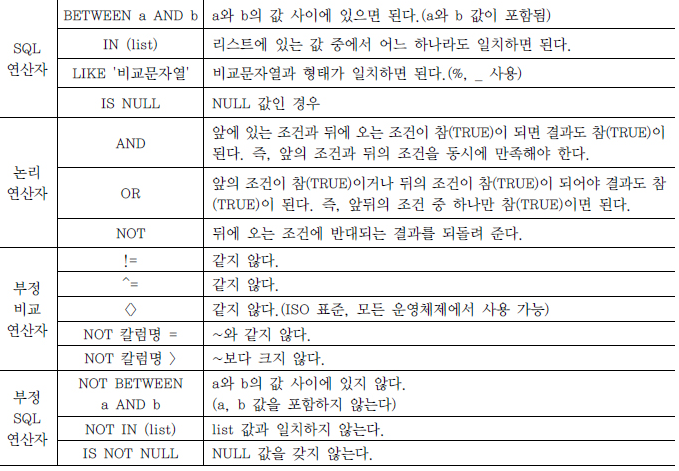 SQL
연산자
BETWEEN a AND b
a와 b의 값 사이에 있으면 된다.(a와 b 값이 포함됨)
IN (list)
리스트에 있는 값 중에서 어느 하나라도 일치하면 된다.
LIKE '비교문자열'
비교문자열과 형태가 일치하면 된다.(%, _ 사용)
IS NULL
NULL 값인 경우
논리
연산자
AND
앞에 있는 조건과 뒤에 오는 조건이 참(TRUE)이 되면 결과도 참(TRUE)이
된다. 즉, 앞의 조건과 뒤의 조건을 동시에 만족해야 한다.
OR
앞의 조건이 참(TRUE)이거나 뒤의 조건이 참(TRUE)이 되어야 결과도 참
(TRUE)이 된다. 즉, 앞뒤의 조건 중 하나만 참(TRUE)이면 된다.
NOT
뒤에 오는 조건에 반대되는 결과를 되돌려 준다.
부정
비교
연산자
!=
같지 않다.
^=
같지 않다.
<>
같지 않다.(ISO 표준, 모든 운영체제에서 사용 가능)
NOT 칼럼명 =
~와 같지 않다.
NOT 칼럼명 >
~보다 크지 않다.
부정
SQL
연산자
NOT BETWEEN
a AND b
a와 b의 값 사이에 있지 않다.
(a, b 값을 포함하지 않는다)
NOT IN (list)
list 값과 일치하지 않는다.
IS NOT NULL
NULL 값을 갖지 않는다.